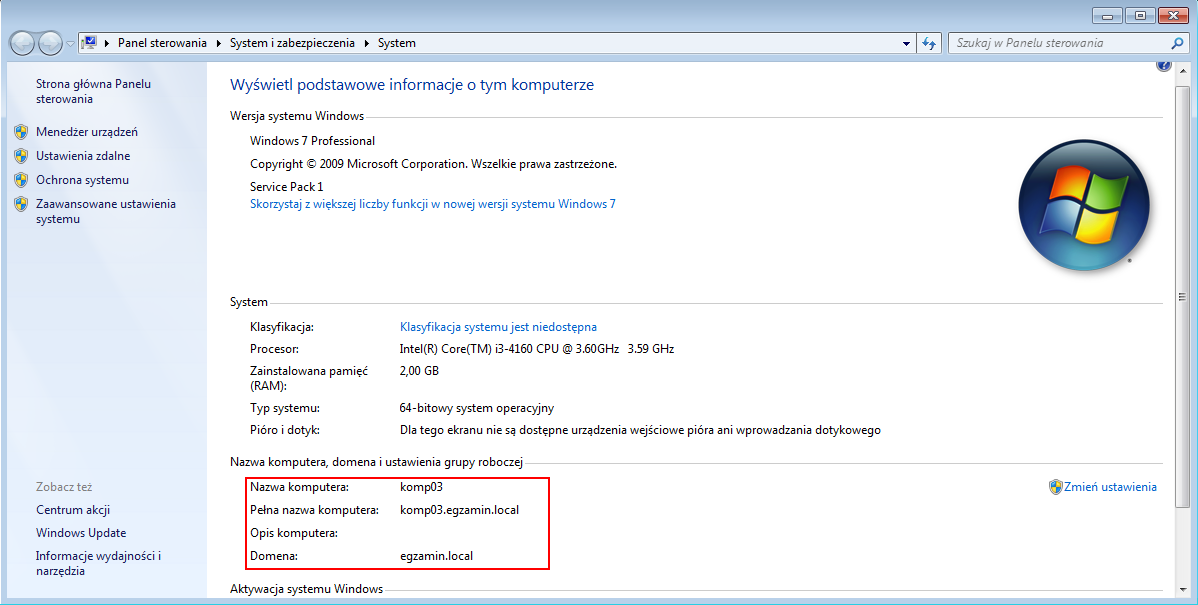 Panel sterowania ▸ System i zabezpieczenia ▸ System
Szukaj w Panelu sterowania
Strona główna Panelu
sterowania
Menedżer urządzeń
Ustawienia zdalne
Ochrona systemu
Zaawansowane ustawienia
systemu
Zobacz też
Centrum akcji
Windows Update
Informacje wydajności i
narzędzia
Wyświetl podstawowe informacje o tym komputerze
Wersja systemu Windows
Windows 7 Professional
Copyright © 2009 Microsoft Corporation. Wszelkie prawa zastrzeżone.
Service Pack 1
Skorzystaj z większej liczby funkcji w nowej wersji systemu Windows 7
System
Klasyfikacja: Klasyfikacja systemu jest niedostępna
Procesor: Intel(R) Core(TM) i3-4160 CPU @ 3.60GHz 3.59 GHz
Zainstalowana pamięć 2,00 GB
(RAM):
Typ systemu: 64-bitowy system operacyjny
Pióro i dotyk: Dla tego ekranu nie są dostępne urządzenia wejściowe pióra ani wprowadzania dotykowego
Nazwa komputera, domena i ustawienia grupy roboczej
Nazwa komputera: komp03 Zmień ustawienia
Pełna nazwa komputera: komp03.egzamin.local
Opis komputera:
Domena: egzamin.local
Aktywacja systemu Windows